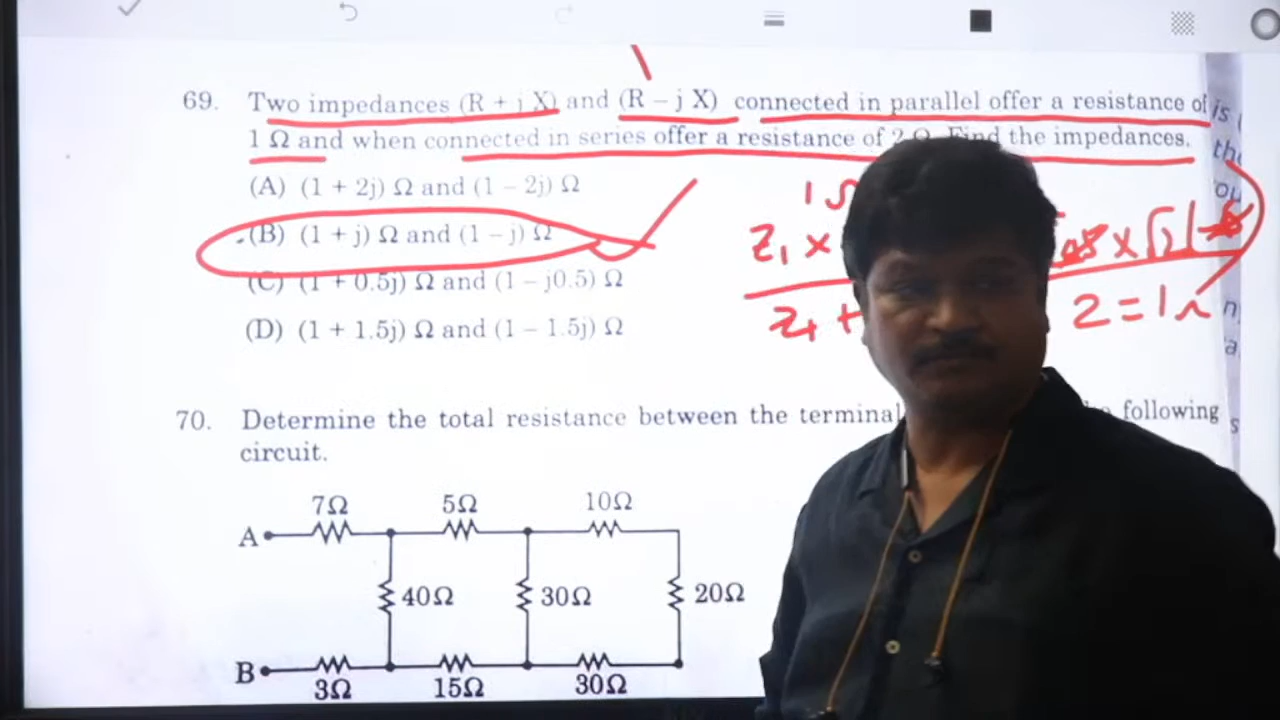 69. Two impedances (R + j X) and (R – j X) connected in parallel offer a resistance of
1 Ω and when connected in series offer a resistance of 2 Ω. Find the impedances.
(A) (1 + 2j) Ω and (1 – 2j) Ω
(B) (1 + j) Ω and (1 – j) Ω
(C) (1 + 0.5j) Ω and (1 – j0.5) Ω
(D) (1 + 1.5j) Ω and (1 – 1.5j) Ω
1 Ω
Z₁ ×
Z₁ +
2 = 1Ω
70. Determine the total resistance between the terminal following
circuit.
7Ω 5Ω 10Ω
A
40Ω 30Ω 20Ω
B
3Ω 15Ω 30Ω
is